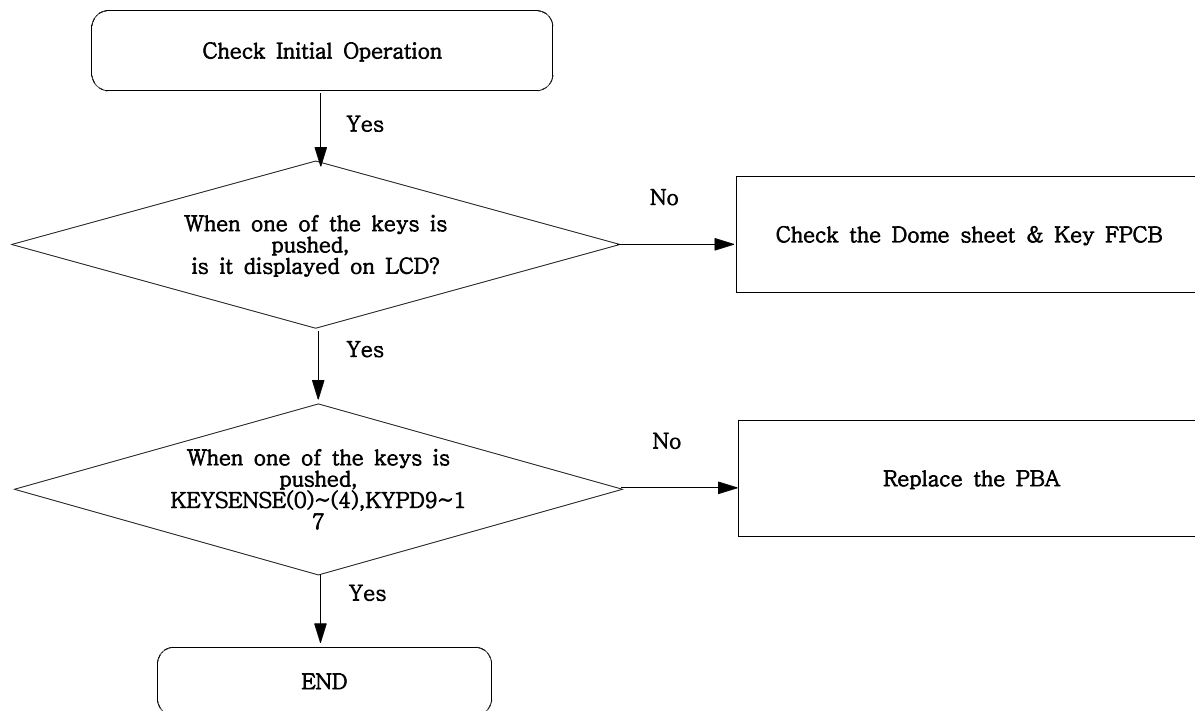 Check Initial Operation
Yes
When one of the keys is
pushed,
is it displayed on LCD?
No
Check the Dome sheet & Key FPCB
Yes
When one of the keys is
pushed,
KEYSENSE(0)~(4),KYPD9~1
7
No
Replace the PBA
Yes
END